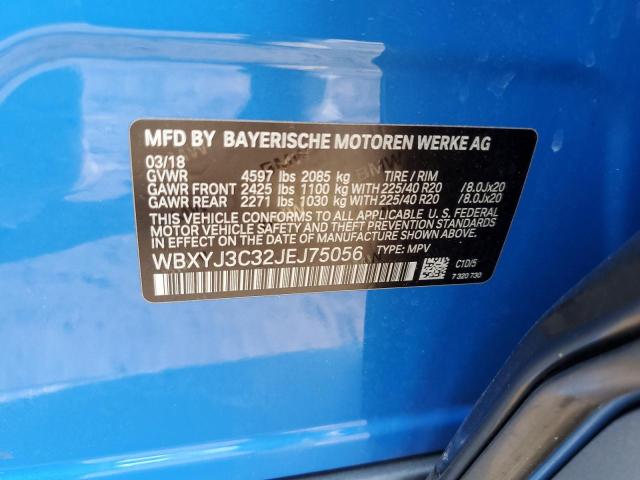 MFD BY BAYERISCHE MOTOREN WERKE AG
03/18
GVWR 4597 lbs 2085 kg TIRE / RIM
GAWR FRONT 2425 lbs 1100 kg WITH 225/40 R20 /8.0Jx20
GAWR REAR 2271 lbs 1030 kg WITH 225/40 R20 /8.0Jx20
THIS VEHICLE CONFORMS TO ALL APPLICABLE U. S. FEDERAL
MOTOR VEHICLE SAFETY AND THEFT PREVENTION STANDARDS
IN EFFECT ON THE DATE OF MANUFACTURE SHOWN ABOVE.
WBXYJ3C32JEJ75056 TYPE: MPV
C1D/5
7 320 730